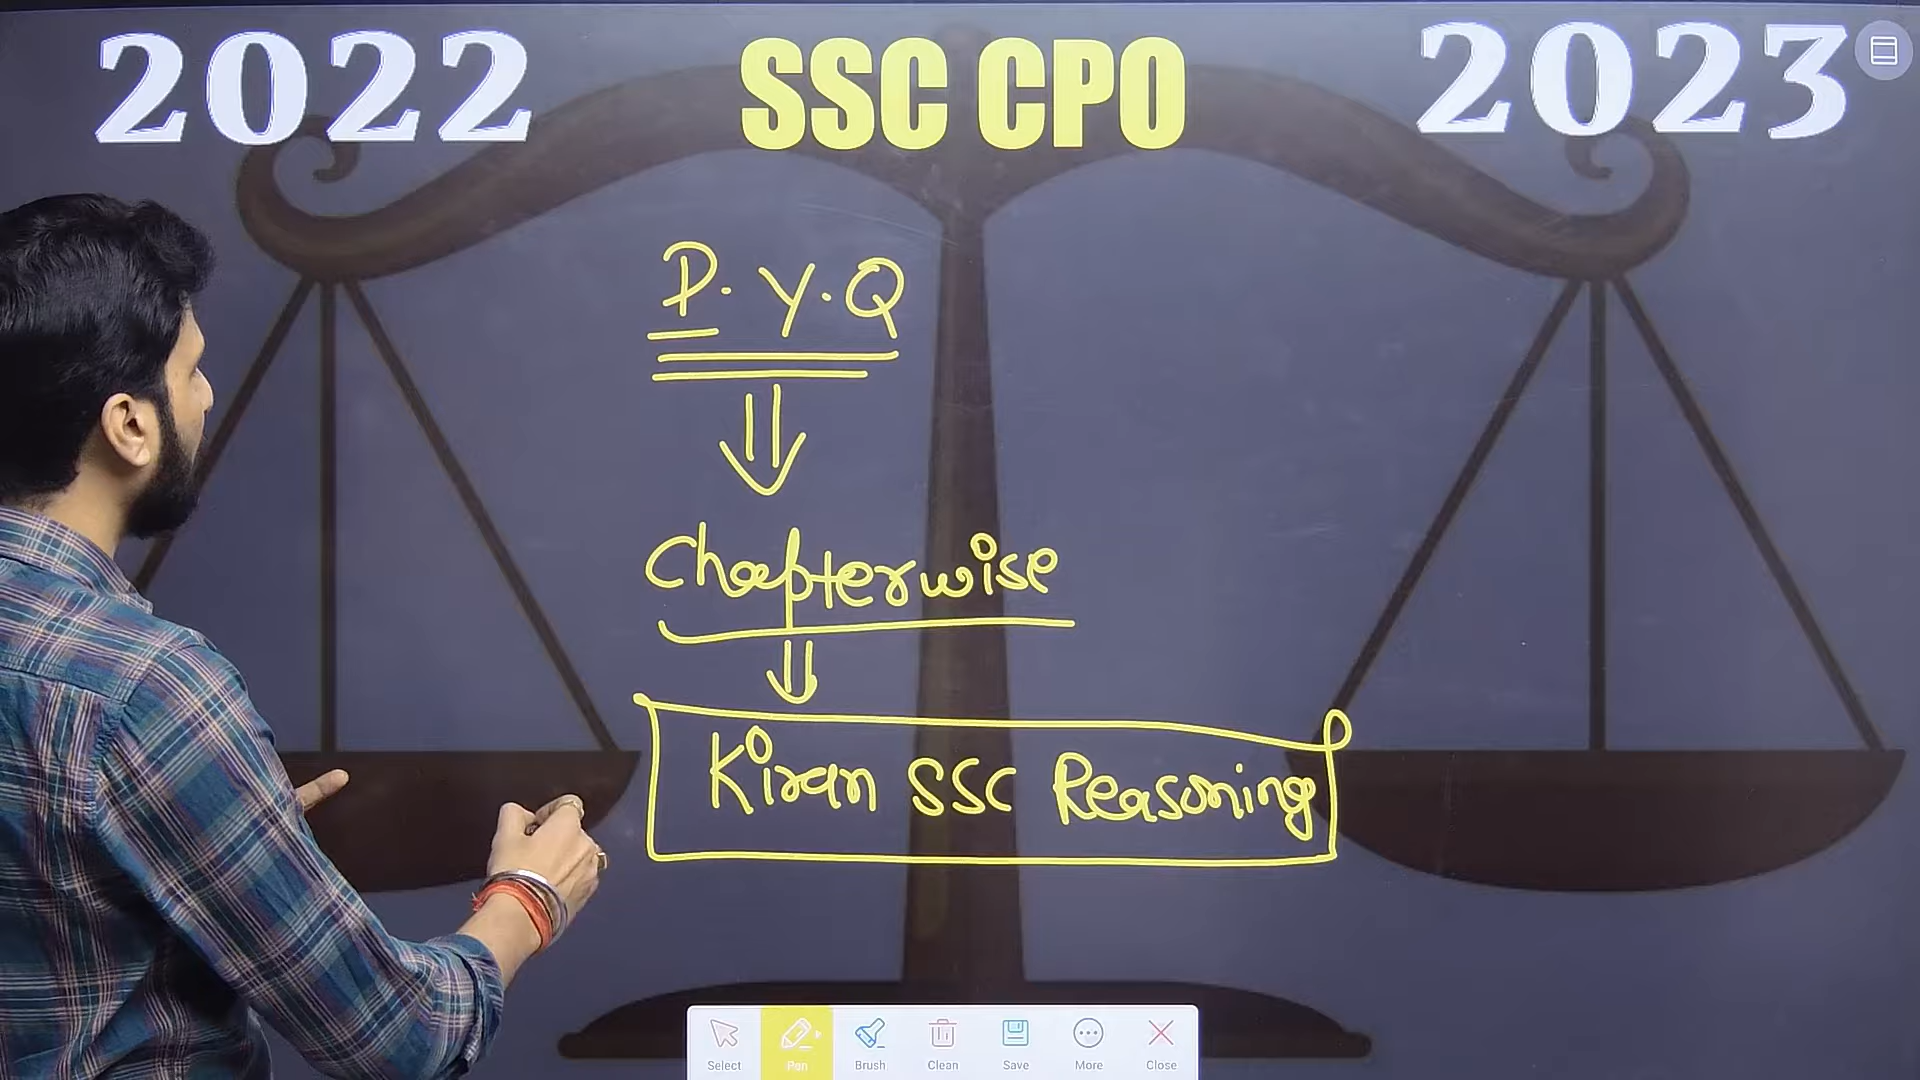 2022 SSC CPO 2023
P.Y.Q
Chapterwise
Kiran SSC Reasoning
Select Pen Brush Clean Save More Close